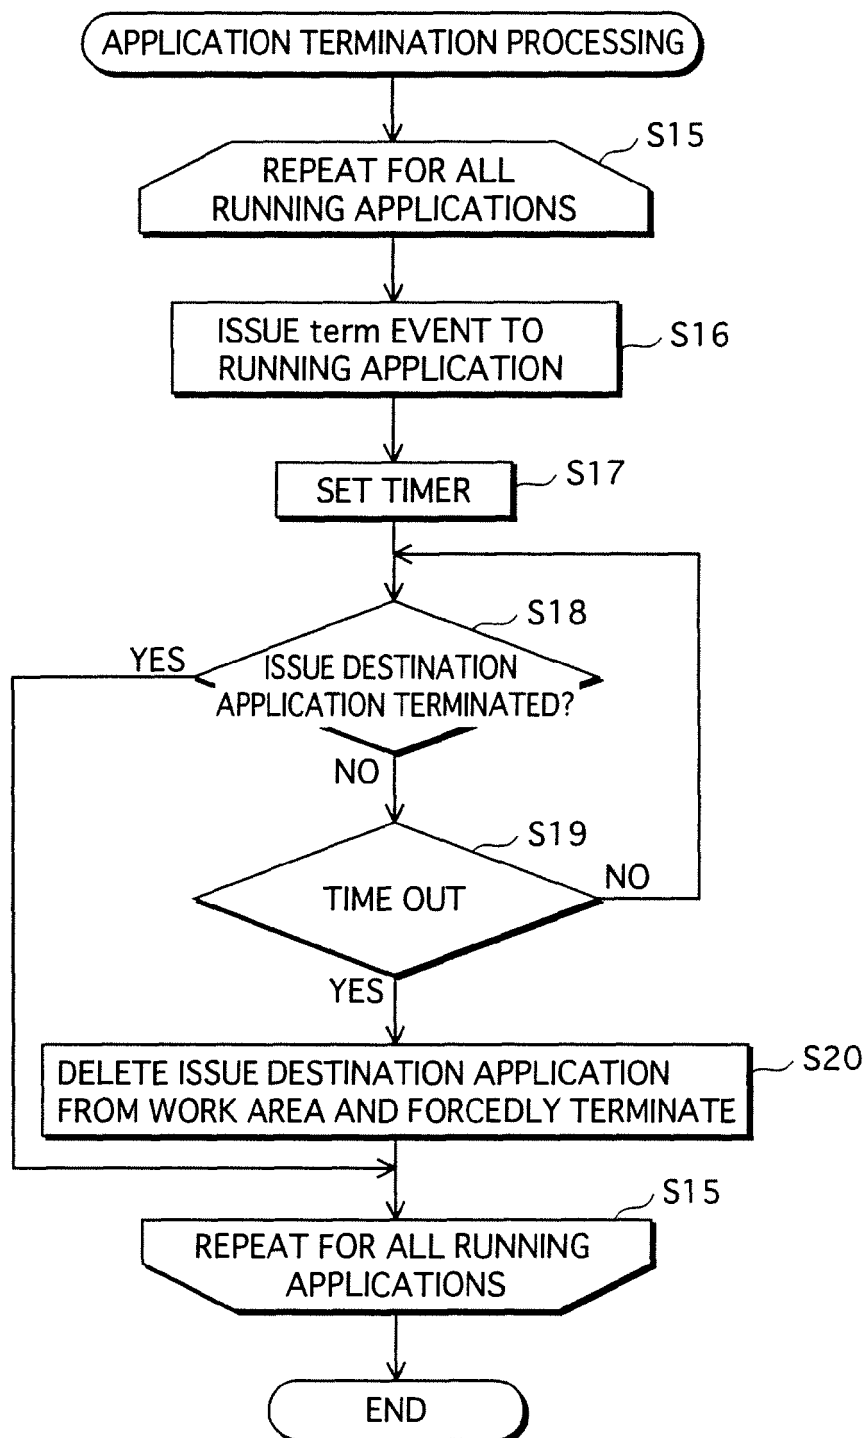 APPLICATION TERMINATION PROCESSING
S15
REPEAT FOR ALL
RUNNING APPLICATIONS
ISSUE term EVENT TO
RUNNING APPLICATION
S16
SET TIMER
S17
S18
YES
ISSUE DESTINATION
APPLICATION TERMINATED?
NO
S19
TIME OUT
NO
YES
DELETE ISSUE DESTINATION APPLICATION
FROM WORK AREA AND FORCEDLY TERMINATE
S20
S15
REPEAT FOR ALL RUNNING
APPLICATIONS
END